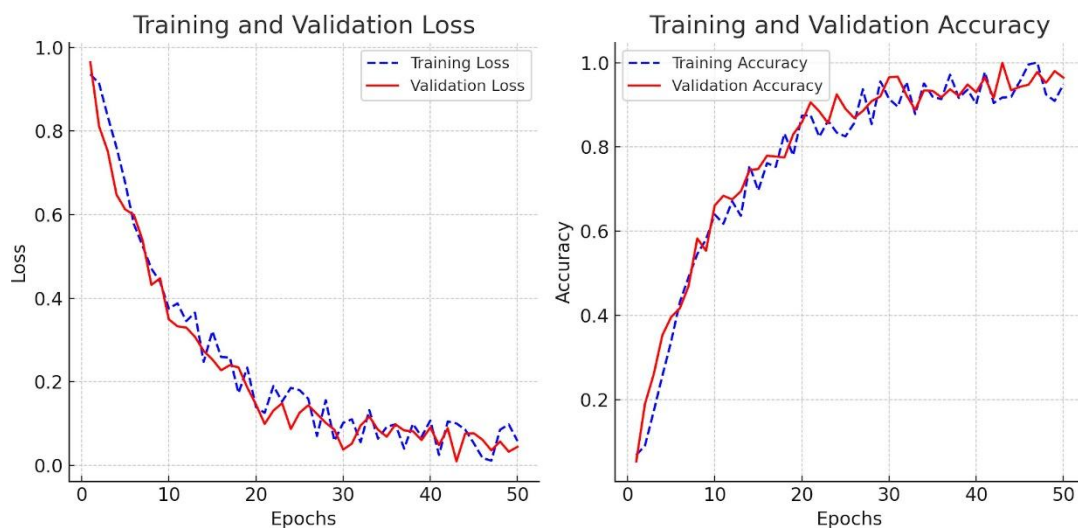 Training and Validation Loss
Training Loss
Validation Loss
1.0
0.8
0.6
0.4
0.2
0.0
Loss
0
10
20
30
40
50
Epochs
Training and Validation Accuracy
Training Accuracy
Validation Accuracy
1.0
0.8
0.6
0.4
0.2
Accuracy
0
10
20
30
40
50
Epochs